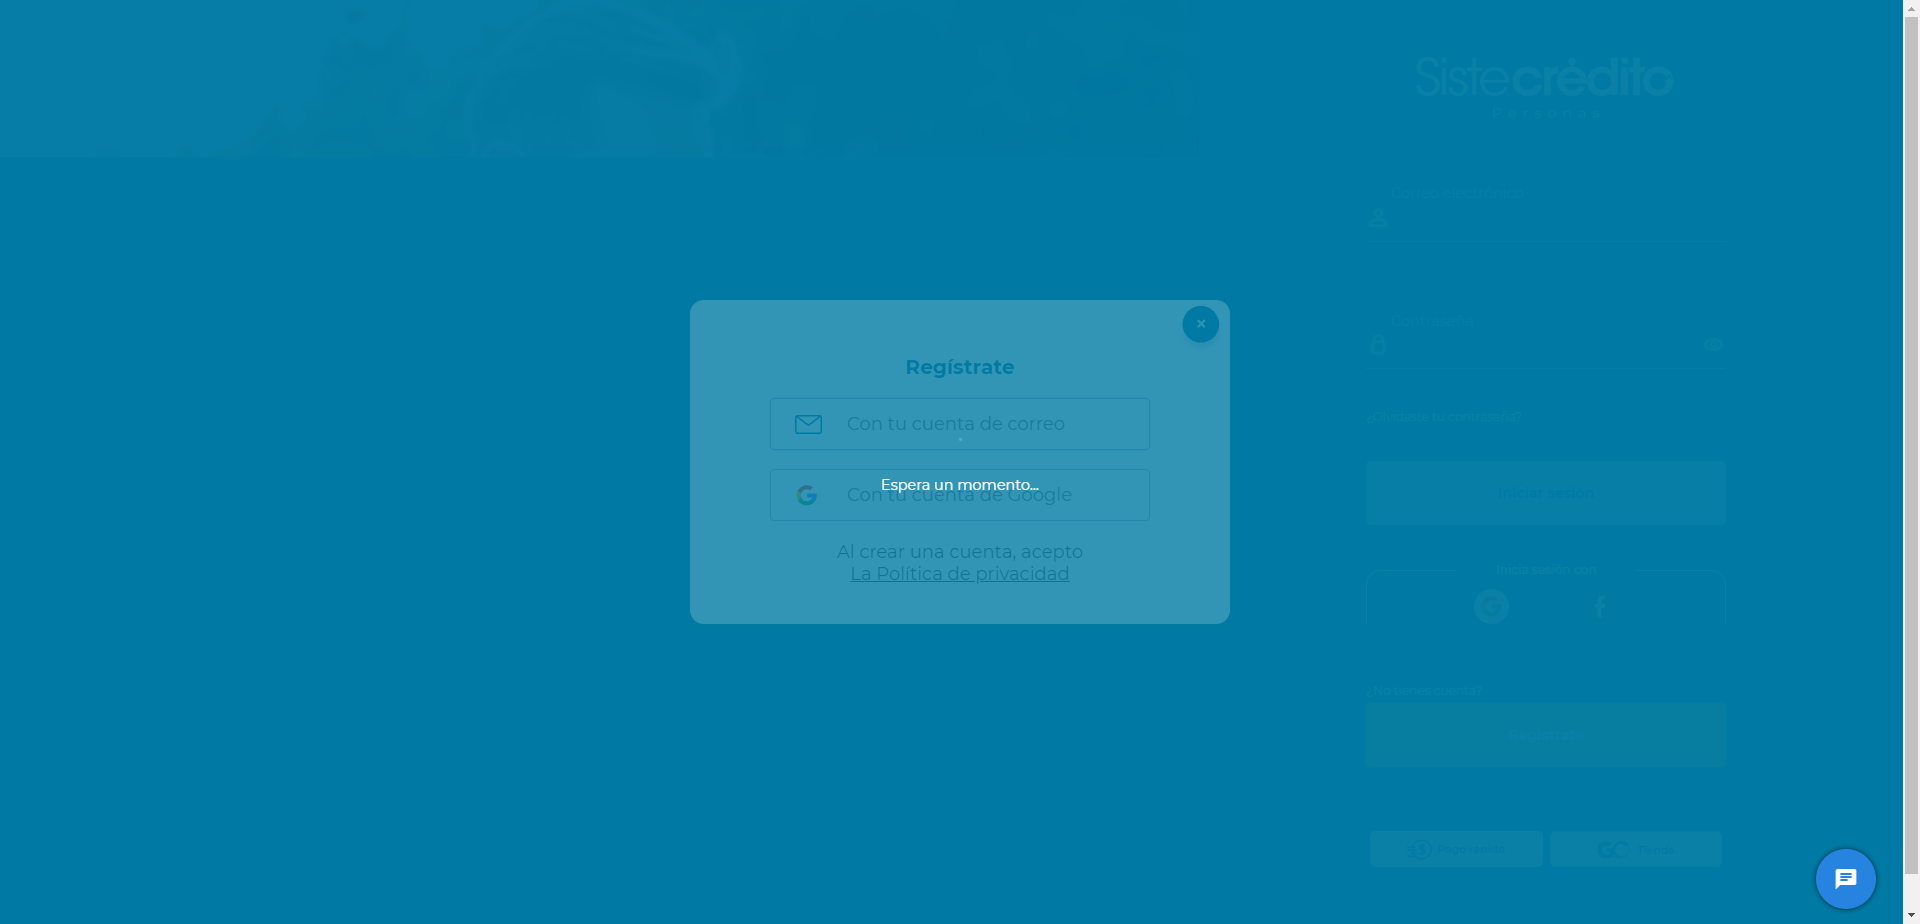 Sistecrédito
Personas
Correo electrónico
Contraseña
¿Olvidaste tu contraseña?
Iniciar sesión
Inicia sesión con
¿No tienes cuenta?
Regístrate
Pago rápido
Tienda
Regístrate
Con tu cuenta de correo
Espera un momento...
Con tu cuenta de Google
Al crear una cuenta, acepto
La Política de privacidad